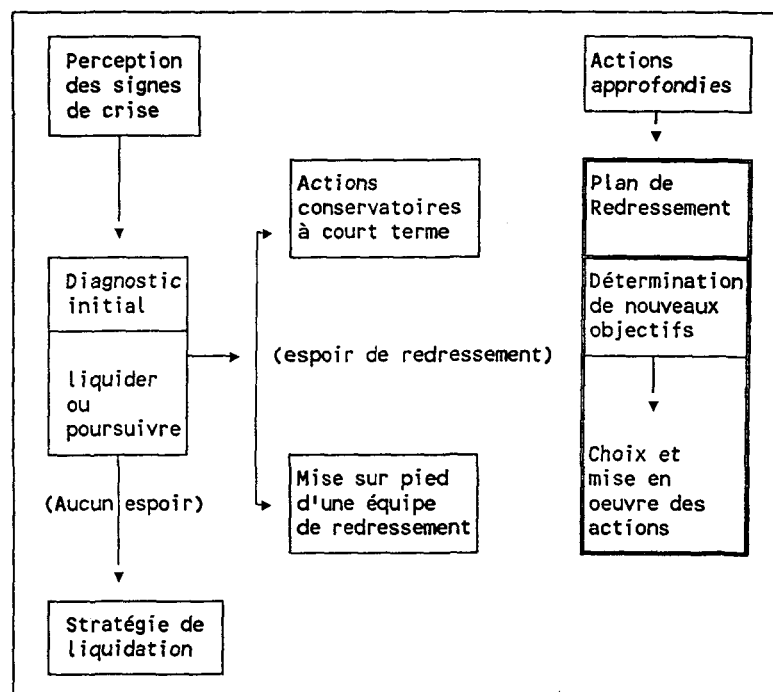 Perception
des signes
de crise
Diagnostic
initial
liquider
ou
poursuivre
(Aucun espoir)
Stratégie de
liquidation
Actions
conservatoires
à court terme
(espoir de redressement)
Mise sur pied
d'une équipe
de redressement
Actions
approfondies
Plan de
Redressement
Détermination
de nouveaux
objectifs
Choix et
mise en
oeuvre des
actions